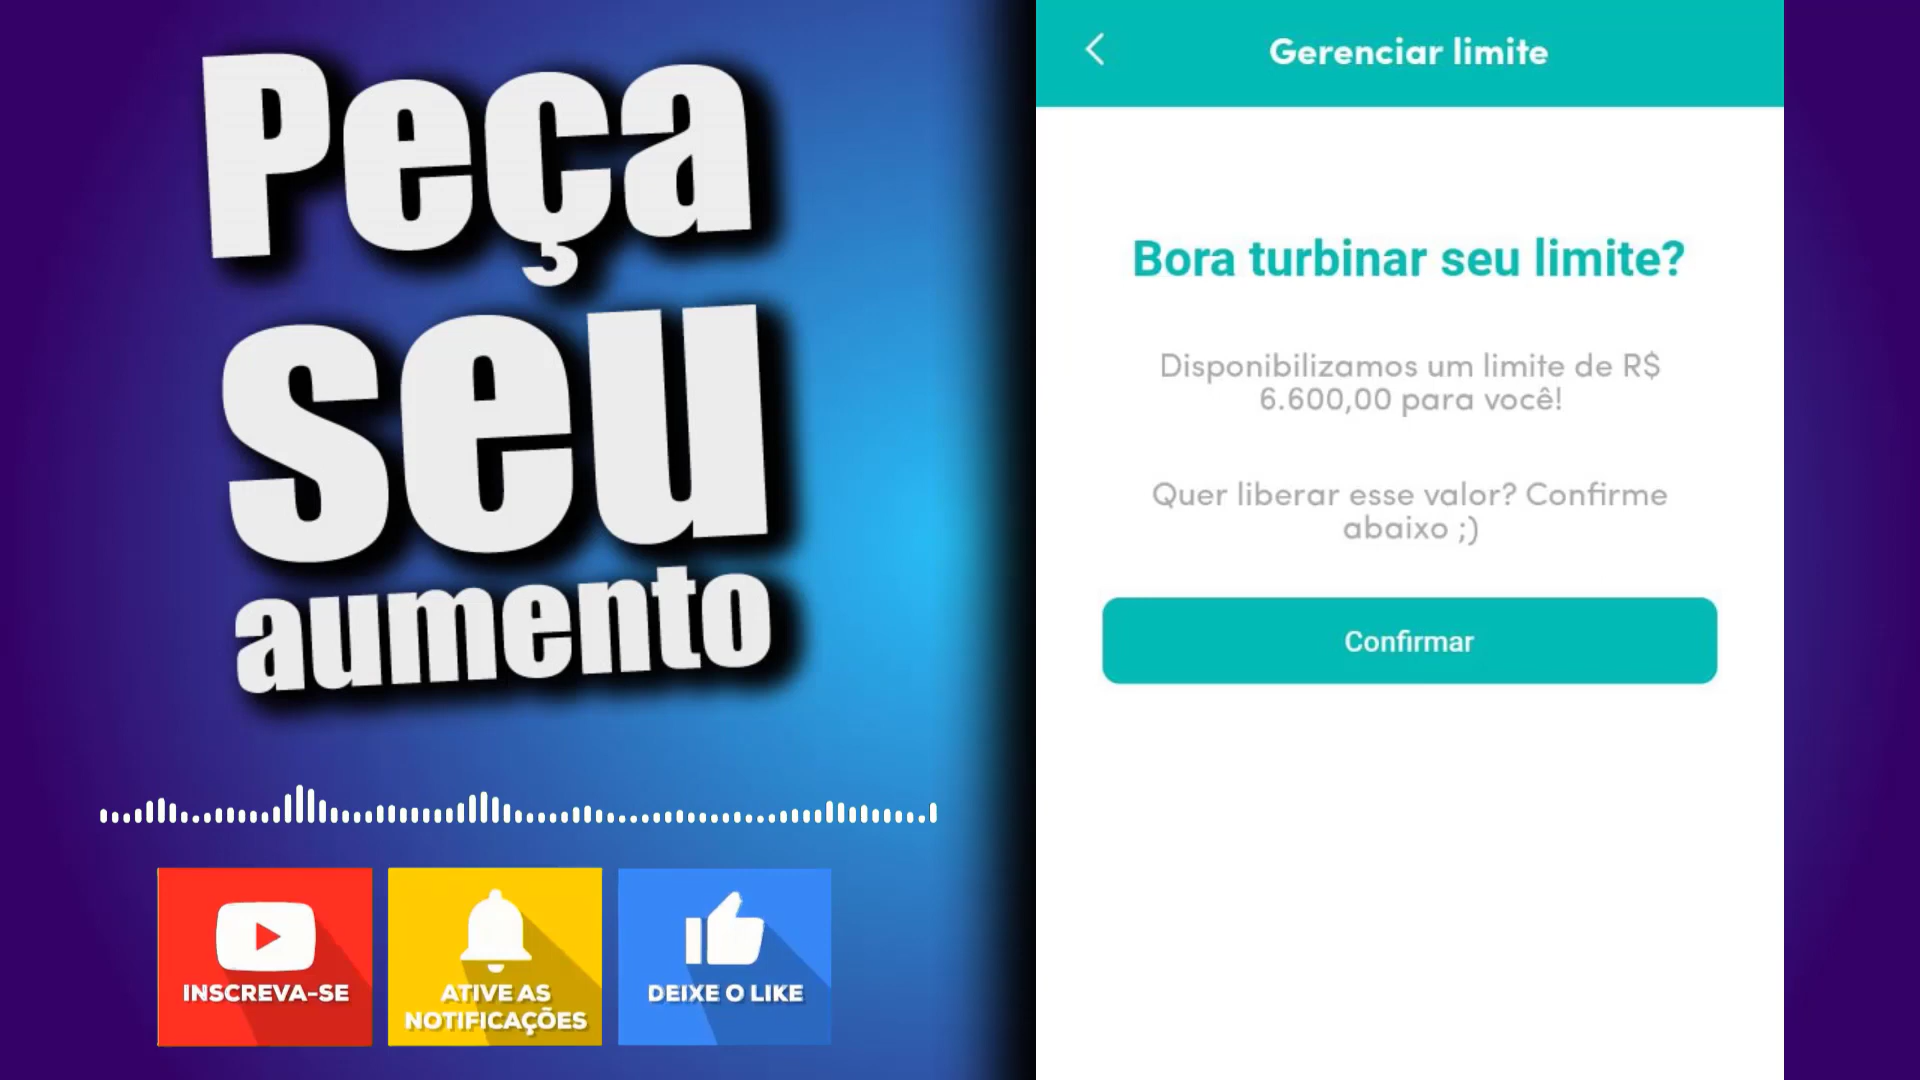 Peça
seu
aumento
INSCREVA-SE
ATIVE AS
NOTIFICAÇÕES
DEIXE O LIKE
Gerenciar limite
Bora turbinar seu limite?
Disponibilizamos um limite de R$
6.600,00 para você!
Quer liberar esse valor? Confirme
abaixo ;)
Confirmar